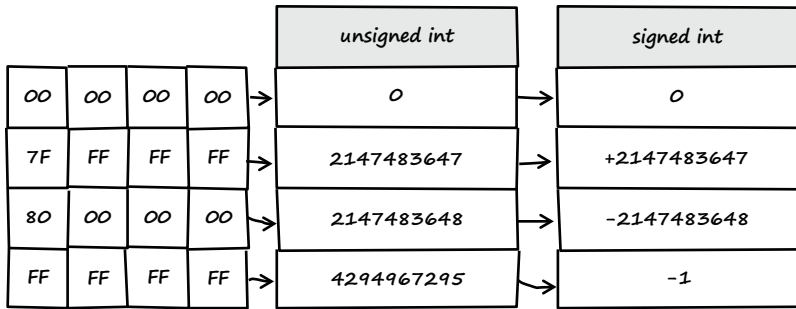 unsigned int signed int
00 00 00 00 0 0
7F FF FF FF 2147483647 +2147483647
80 00 00 00 2147483648 -2147483648
FF FF FF FF 4294967295 -1